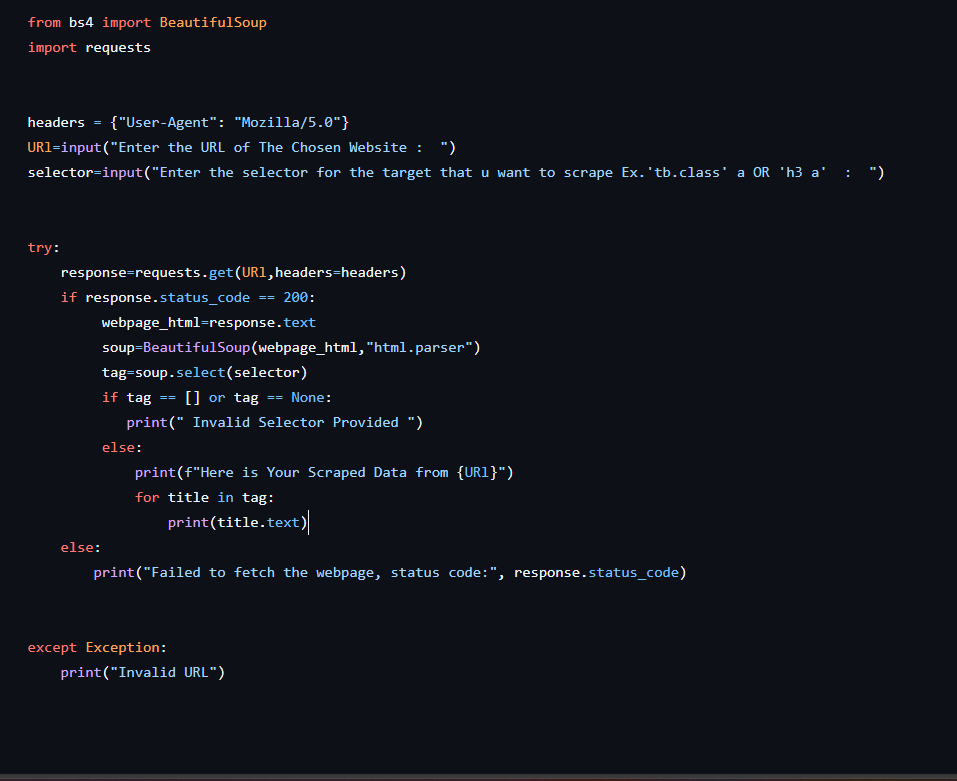 from bs4 import BeautifulSoup
import requests
headers = {"User-Agent": "Mozilla/5.0"}
URl=input("Enter the URL of The Chosen Website :  ")
selector=input("Enter the selector for the target that u want to scrape Ex.'tb.class' a OR 'h3 a'  :  ")
try:
    response=requests.get(URl,headers=headers)
    if response.status_code == 200:
         webpage_html=response.text
         soup=BeautifulSoup(webpage_html,"html.parser")
         tag=soup.select(selector)
         if tag == [] or tag == None:
            print(" Invalid Selector Provided ")
         else:
             print(f"Here is Your Scraped Data from {URl}")
             for title in tag:
                 print(title.text)
    else:
        print("Failed to fetch the webpage, status code:", response.status_code)
except Exception:
    print("Invalid URL")